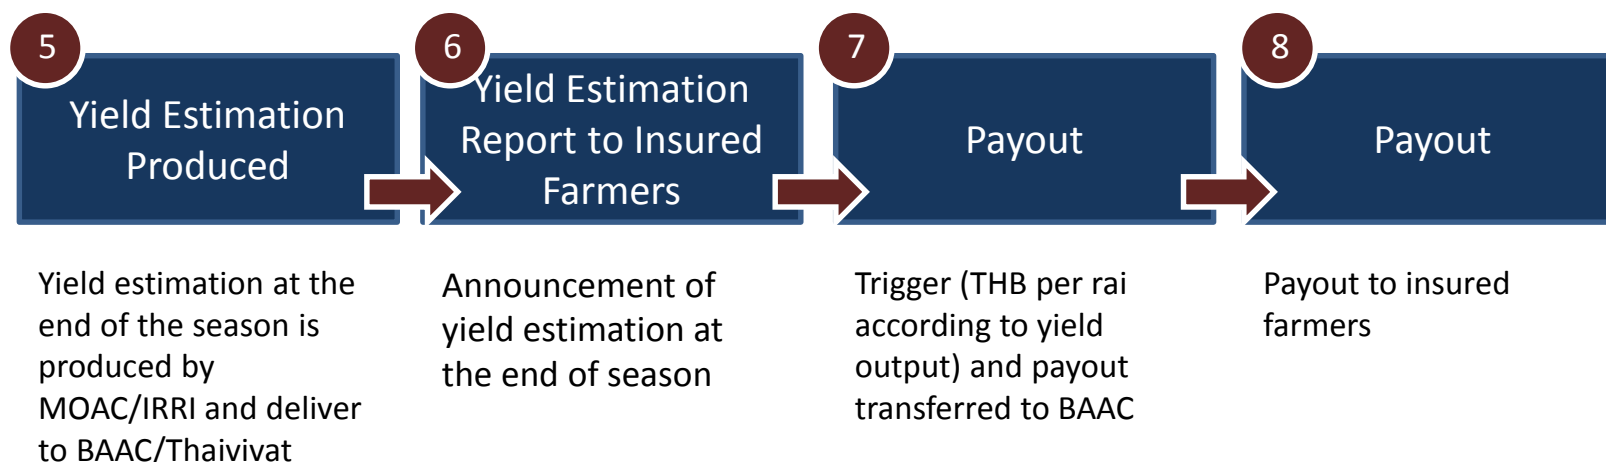 5
Yield Estimation
Produced
6
Yield Estimation
Report to Insured
Farmers
7
Payout
8
Payout
Yield estimation at the
end of the season is
produced by
MOAC/IRRI and deliver
to BAAC/Thaivivat
Announcement of
yield estimation at
the end of season
Trigger (THB per rai
according to yield
output) and payout
transferred to BAAC
Payout to insured
farmers